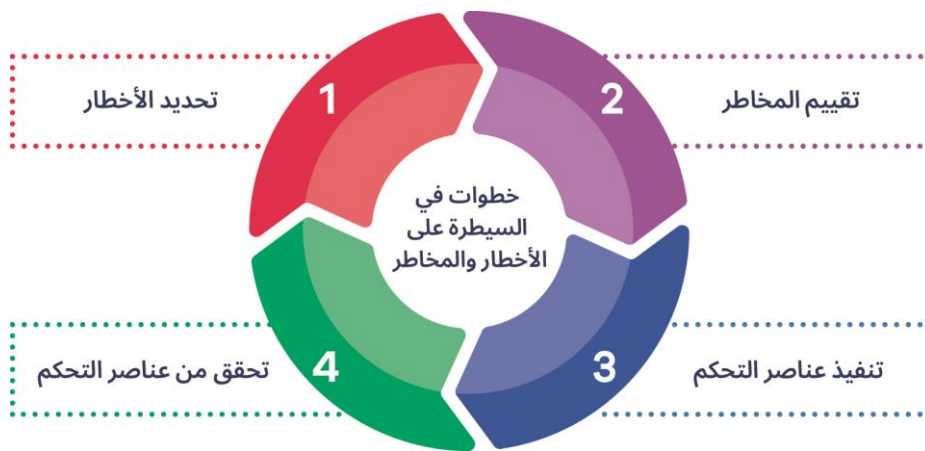 1
تحديد الأخطار
2
تقييم المخاطر
خطوات في
السيطرة على
الأخطار والمخاطر
3
تنفيذ عناصر التحكم
4
تحقق من عناصر التحكم